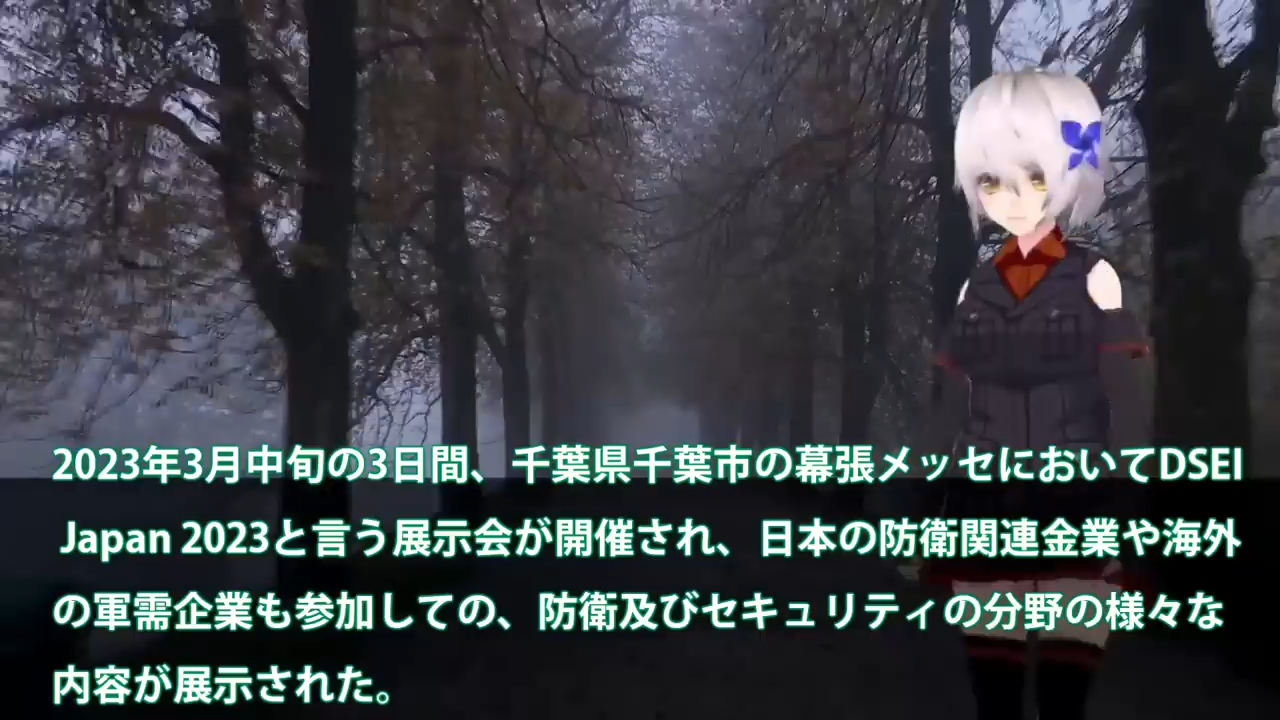 2023年3月中旬の3日間、千葉県千葉市の幕張メッセにおいてDSEI
Japan 2023と言う展示会が開催され、日本の防衛関連金業や海外
の軍需企業も参加しての、防衛及びセキュリティの分野の様々な
内容が展示された。